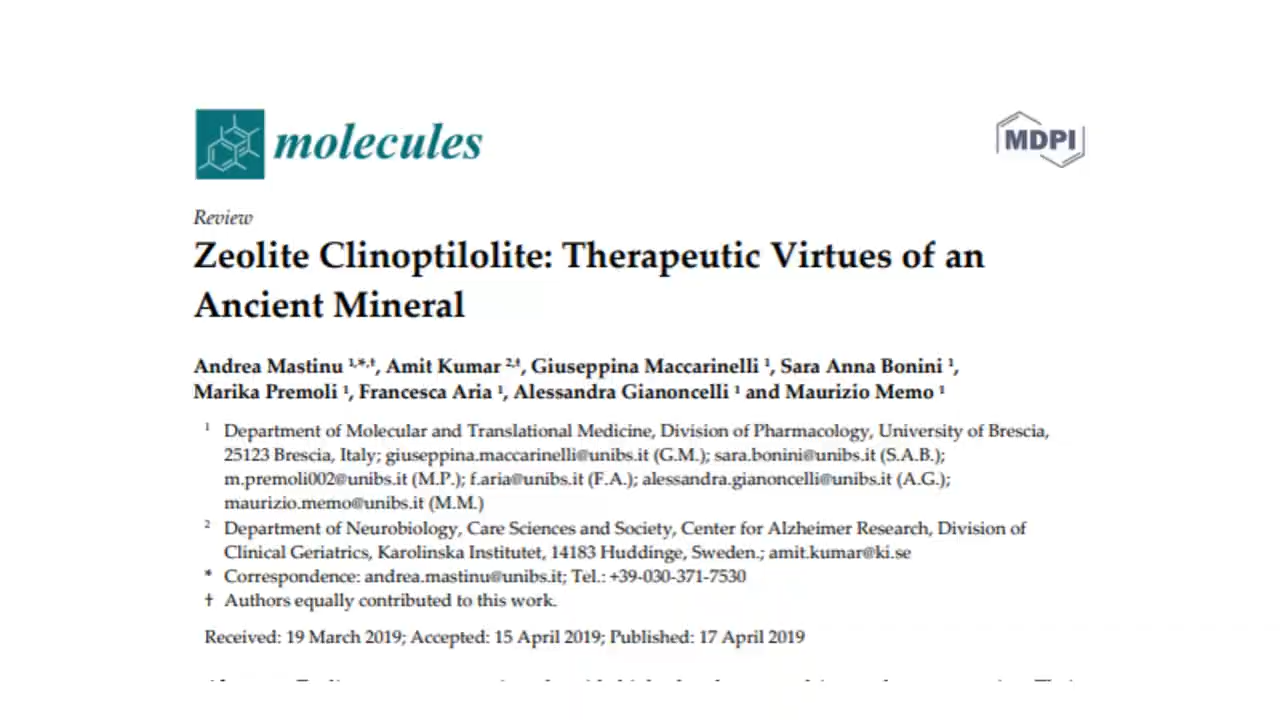 molecules
MDPI
Review
Zeolite Clinoptilolite: Therapeutic Virtues of an
Ancient Mineral
Andrea Mastinu 1,*,†, Amit Kumar 2,†, Giuseppina Maccarinelli 1, Sara Anna Bonini 1,
Marika Premoli 1, Francesca Aria 1, Alessandra Gianoncelli 1 and Maurizio Memo 1
1 Department of Molecular and Translational Medicine, Division of Pharmacology, University of Brescia,
25123 Brescia, Italy; giuseppina.maccarinelli@unibs.it (G.M.); sara.bonini@unibs.it (S.A.B.);
m.premoli002@unibs.it (M.P.); f.aria@unibs.it (F.A.); alessandra.gianoncelli@unibs.it (A.G.);
maurizio.memo@unibs.it (M.M.)
2 Department of Neurobiology, Care Sciences and Society, Center for Alzheimer Research, Division of
Clinical Geriatrics, Karolinska Institutet, 14183 Huddinge, Sweden.; amit.kumar@ki.se
* Correspondence: andrea.mastinu@unibs.it; Tel.: +39-030-371-7530
† Authors equally contributed to this work.
Received: 19 March 2019; Accepted: 15 April 2019; Published: 17 April 2019